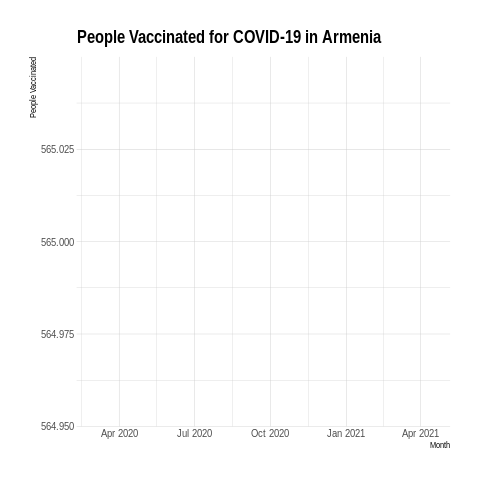 People Vaccinated for COVID-19 in Armenia
People Vaccinated
565.025
565.000
564.975
564.950
Apr 2020 Jul 2020 Oct 2020 Jan 2021 Apr 2021
Month